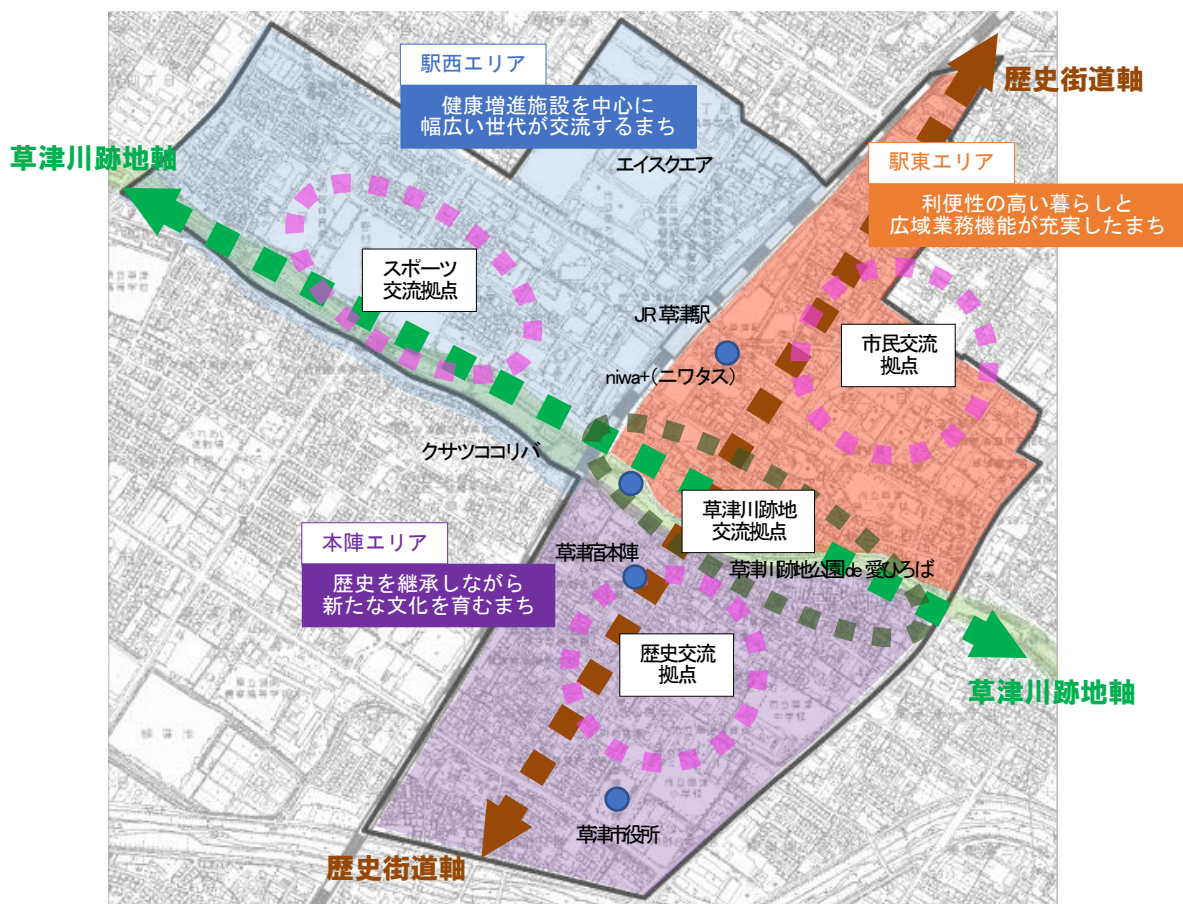 駅西エリア
健康増進施設を中心に
幅広い世代が交流するまち
歴史街道軸
草津川跡地軸
エイスクエア
駅東エリア
利便性の高い暮らしと
広域業務機能が充実したまち
スポーツ
交流拠点
JR草津駅
市民交流
拠点
niwa+(ニワタス)
クサツココリバ
草津川跡地
交流拠点
本陣エリア
歴史を継承しながら
新たな文化を育むまち
草津宿本陣
草津川跡地公園de愛ひろば
歴史交流
拠点
草津川跡地軸
草津市役所
歴史街道軸